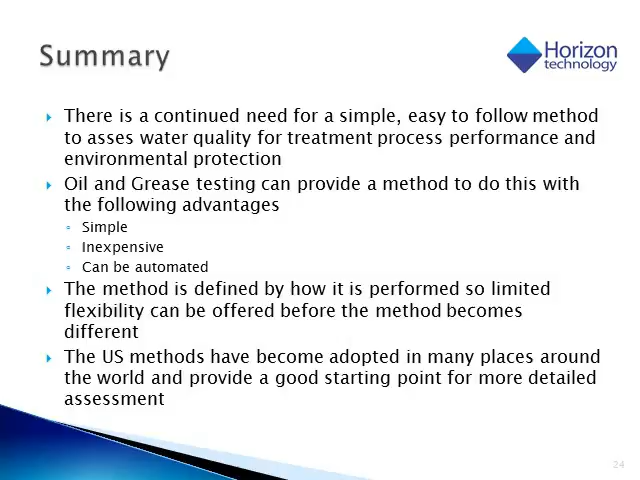 Summary
Horizon
technology
There is a continued need for a simple, easy to follow method
to asses water quality for treatment process performance and
environmental protection
Oil and Grease testing can provide a method to do this with
the following advantages
Simple
Inexpensive
Can be automated
The method is defined by how it is performed so limited
flexibility can be offered before the method becomes
different
The US methods have become adopted in many places around
the world and provide a good starting point for more detailed
assessment
24